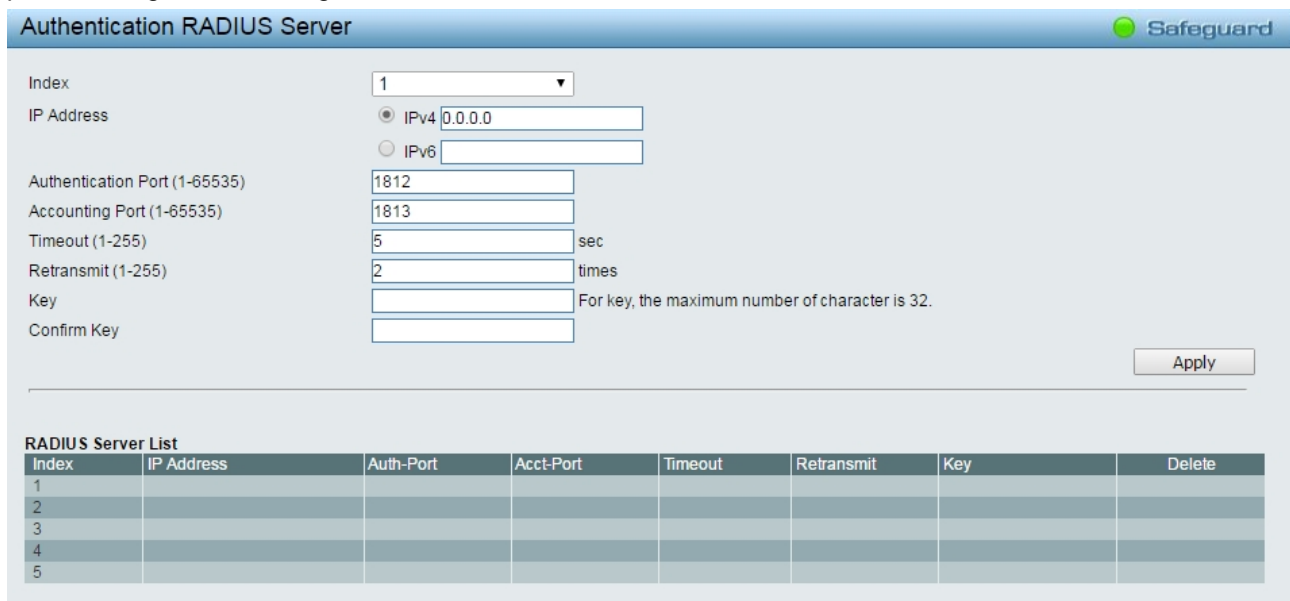 Authentication RADIUS Server Safeguard
Index 1
IP Address IPv4 0.0.0.0
IPv6
Authentication Port (1-65535) 1812
Accounting Port (1-65535) 1813
Timeout (1-255) 5 sec
Retransmit (1-255) 2 times
Key For key, the maximum number of character is 32.
Confirm Key
Apply
RADIUS Server List
Index IP Address Auth-Port Acct-Port Timeout Retransmit Key Delete
1
2
3
4
5